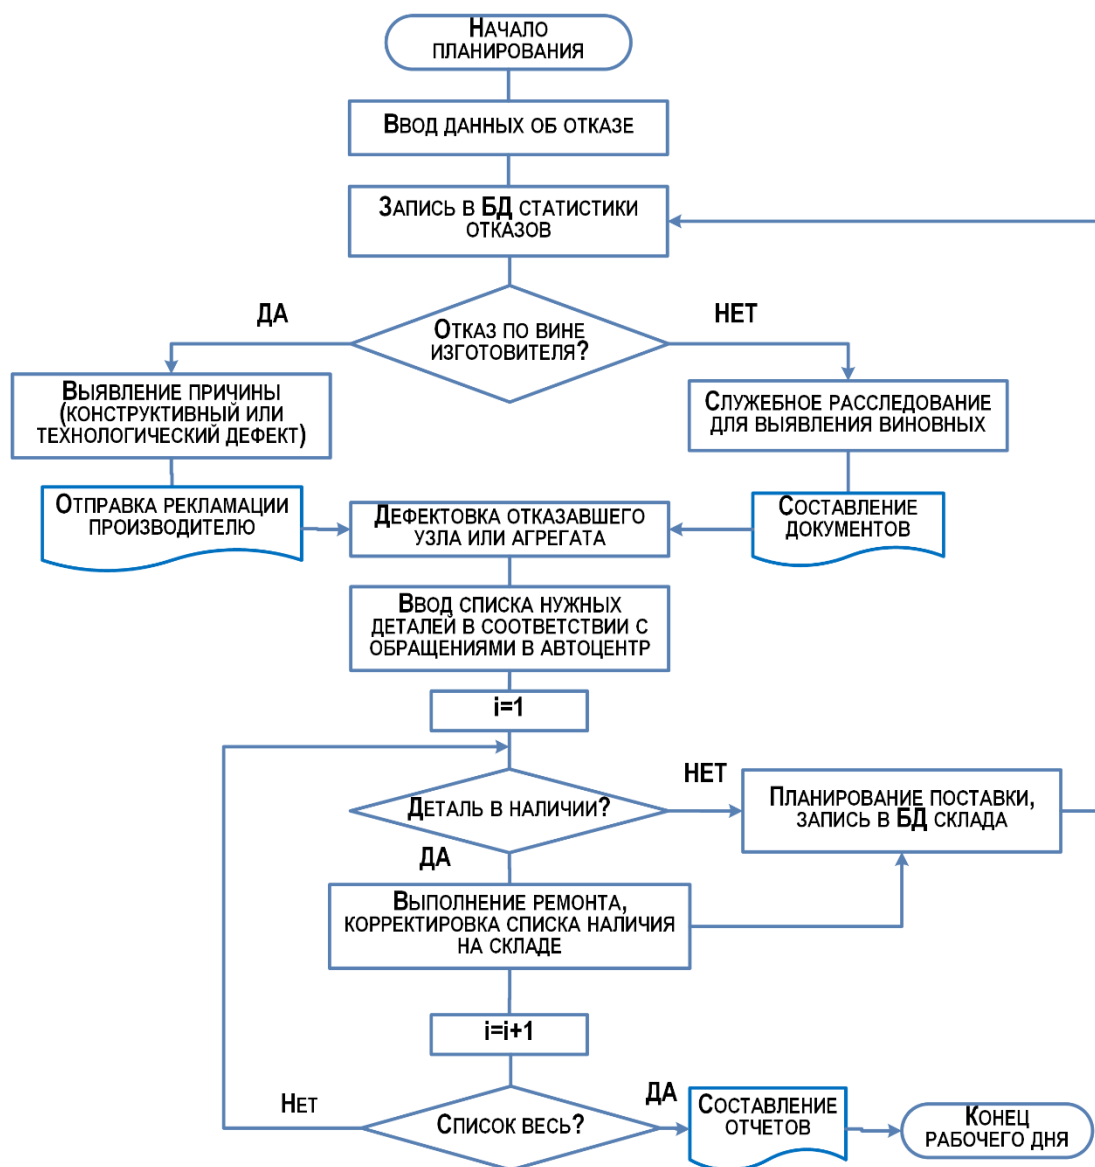 Начало
планирования
Ввод данных об отказе
Запись в БД статистики
отказов
ДА
НЕТ
Отказ по вине
изготовителя?
Выявление причины
(конструктивный или
технологический дефект)
Служебное расследование
для выявления виновных
Отправка рекламации
производителю
Дефектовка отказавшего
узла или агрегата
Составление
документов
Ввод списка нужных
деталей в соответствии с
обращениями в автоцентр
i=1
НЕТ
Деталь в наличии?
Планирование поставки,
запись в БД склада
ДА
Выполнение ремонта,
корректировка списка наличия
на складе
i=i+1
Нет
Список весь?
ДА
Составление
отчетов
Конец
рабочего дня